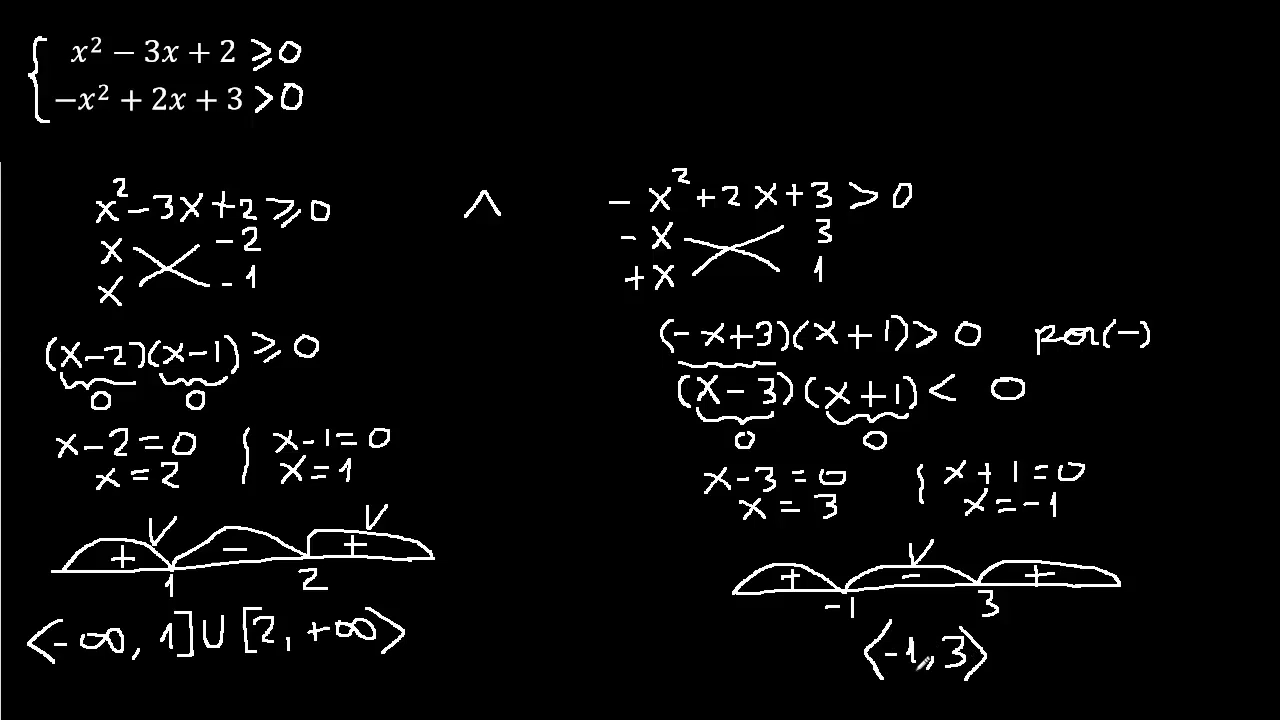 x² − 3x + 2 ≥ 0
−x² + 2x + 3 > 0
x² − 3x + 2 ≥ 0 ∧ − x² + 2x + 3 > 0
x − 2 − x 3
x − 1 + x 1
(x − 2)(x − 1) ≥ 0
(− x + 3)(x + 1) > 0 por (−)
(x − 3)(x + 1) < 0
0 0
0 0
x − 2 = 0 x − 1 = 0
x = 2 x = 1
x − 3 = 0 x + 1 = 0
x = 3 x = − 1
+ − +
1 2
+ − +
− 1 3
< − ∞, 1] U [2, + ∞ >
< − 1, 3 >